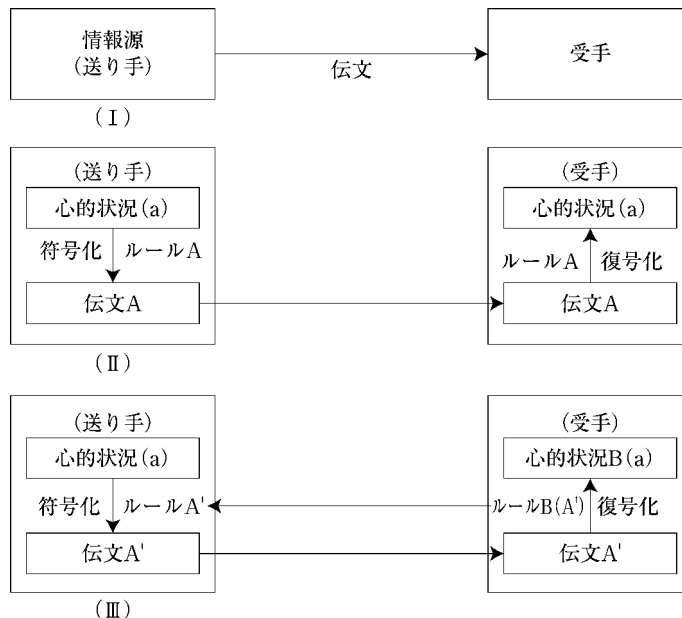 情報源
(送り手)
伝文
受手
(Ⅰ)
(送り手)
心的状況(a)
符号化 ルールA
伝文A
(受手)
心的状況(a)
ルールA 復号化
伝文A
(Ⅱ)
(送り手)
心的状況(a)
符号化 ルールA'
伝文A'
(受手)
心的状況B(a)
ルールB(A') 復号化
伝文A'
(Ⅲ)